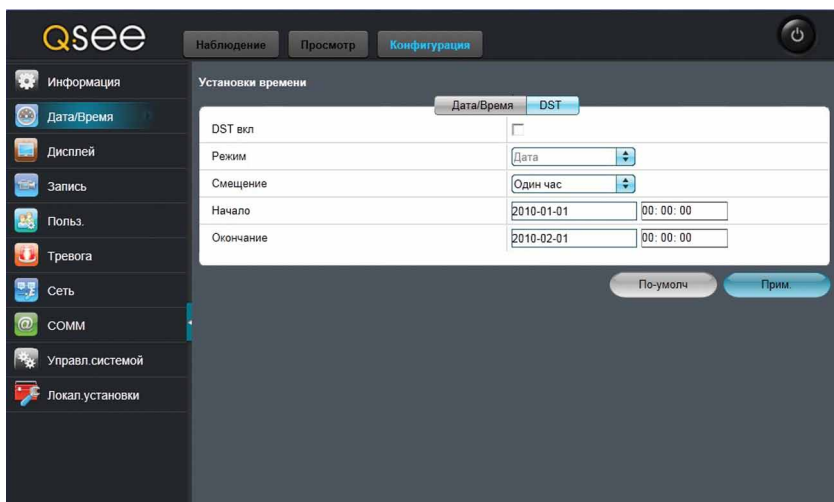 Qsee
Наблюдение Просмотр Конфигурация
Информация
Дата/Время
Дисплей
Запись
Польз.
Тревога
Сеть
COMM
Управл.системой
Локал.установки
Установки времени
Дата/Время DST
DST вкл
Режим Дата
Смещение Один час
Начало 2010-01-01 00: 00: 00
Окончание 2010-02-01 00: 00: 00
По-умолч Прим.